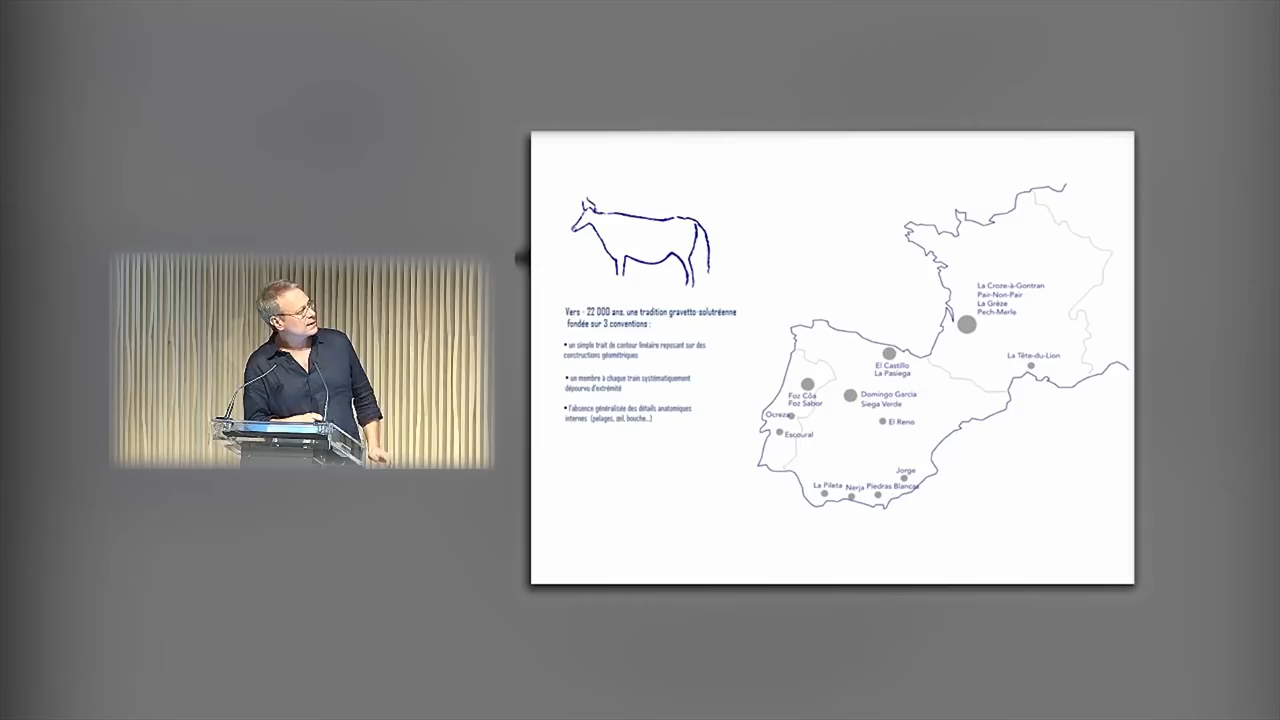 Vers - 22 000 ans, une tradition gravetto-solutréenne
fondée sur 3 conventions :
• un simple trait de contour linéaire reposant sur des
constructions géométriques
• un membre à chaque train systématiquement
dépourvu d'extrémité
• l'absence généralisée des détails anatomiques
internes (pelages, œil, bouche...)
La Croze-à-Gontran
Pair-Non-Pair
La Grèze
Pech-Merle
La Tête-du-Lion
El Castillo
La Pasiega
Foz Côa
Foz Sabor
Domingo Garcia
Siega Verde
Ocreza
El Reno
Escoural
Jorge
La Pileta
Nerja
Piedras Blancas